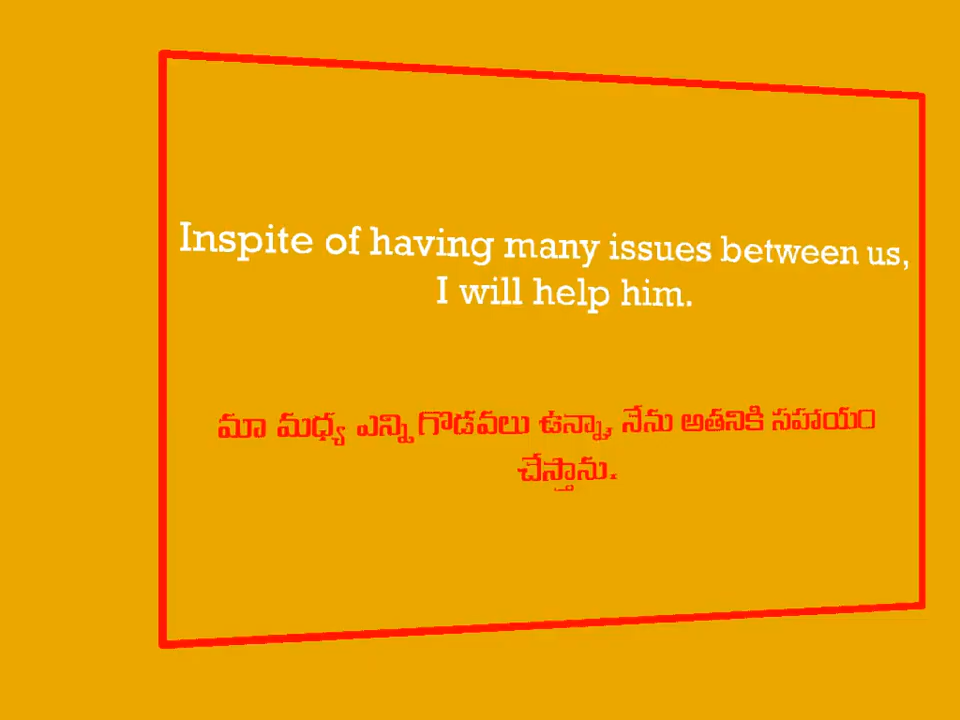 Inspite of having many issues between us,
I will help him.
మా మధ్య ఎన్ని గొడవలు ఉన్నా, నేను అతనికి సహాయం
చేస్తాను.